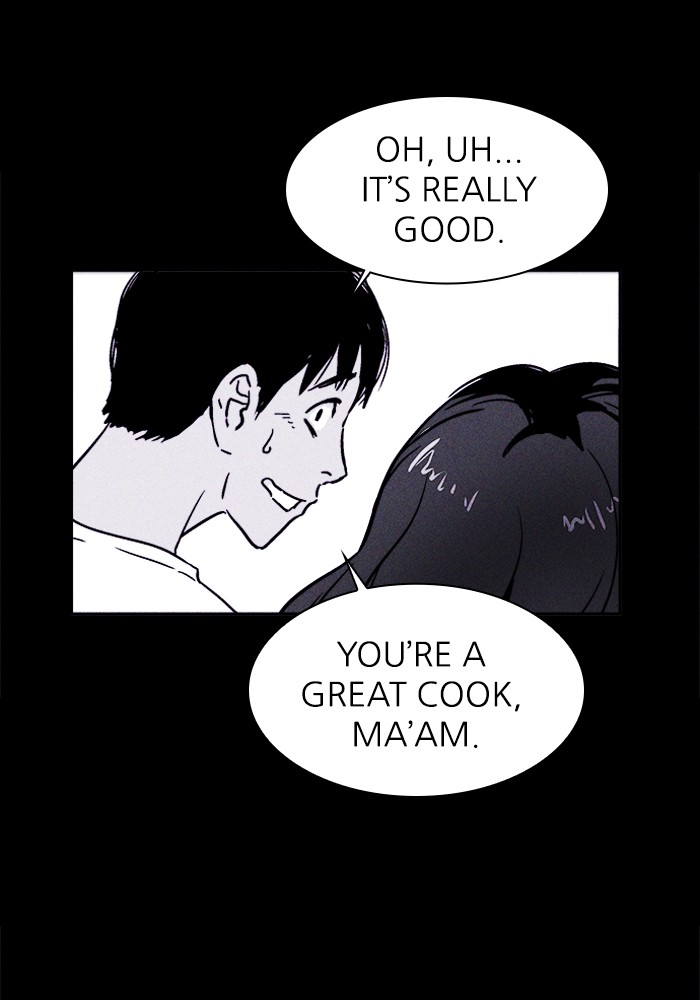 OH, UH...
IT'S REALLY
GOOD.
YOU'RE A
GREAT COOK,
MA'AM.